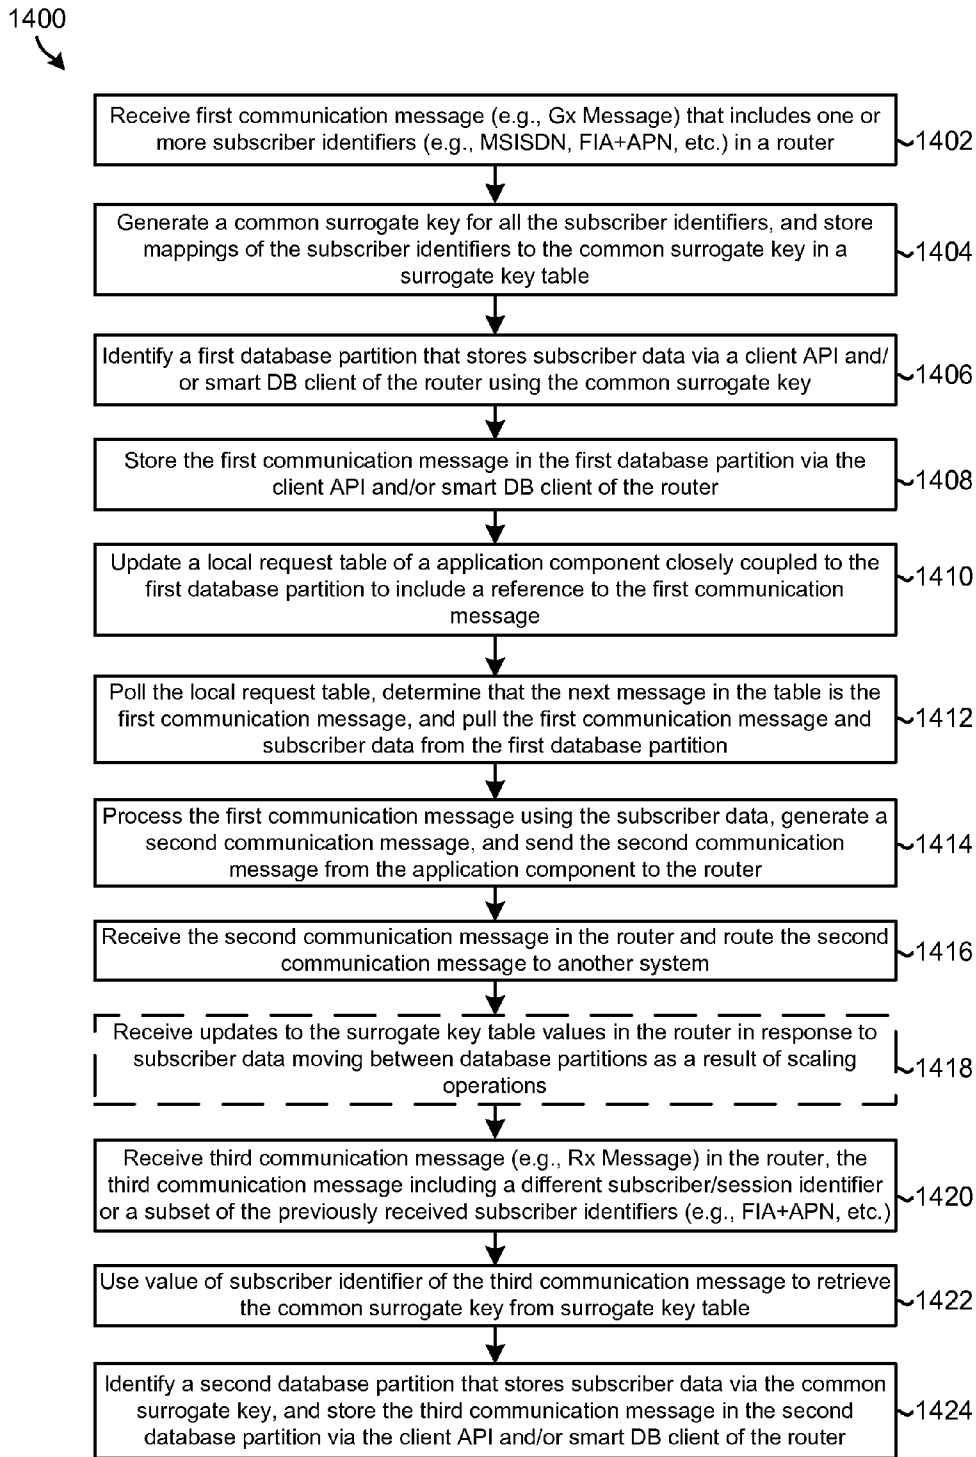 1400
Receive first communication message (e.g., Gx Message) that includes one or
more subscriber identifiers (e.g., MSISDN, FIA+APN, etc.) in a router
1402
Generate a common surrogate key for all the subscriber identifiers, and store
mappings of the subscriber identifiers to the common surrogate key in a
surrogate key table
1404
Identify a first database partition that stores subscriber data via a client API and/
or smart DB client of the router using the common surrogate key
1406
Store the first communication message in the first database partition via the
client API and/or smart DB client of the router
1408
Update a local request table of a application component closely coupled to the
first database partition to include a reference to the first communication
message
1410
Poll the local request table, determine that the next message in the table is the
first communication message, and pull the first communication message and
subscriber data from the first database partition
1412
Process the first communication message using the subscriber data, generate a
second communication message, and send the second communication
message from the application component to the router
1414
Receive the second communication message in the router and route the second
communication message to another system
1416
Receive updates to the surrogate key table values in the router in response to
subscriber data moving between database partitions as a result of scaling
operations
1418
Receive third communication message (e.g., Rx Message) in the router, the
third communication message including a different subscriber/session identifier
or a subset of the previously received subscriber identifiers (e.g., FIA+APN, etc.)
1420
Use value of subscriber identifier of the third communication message to retrieve
the common surrogate key from surrogate key table
1422
Identify a second database partition that stores subscriber data via the common
surrogate key, and store the third communication message in the second
database partition via the client API and/or smart DB client of the router
1424